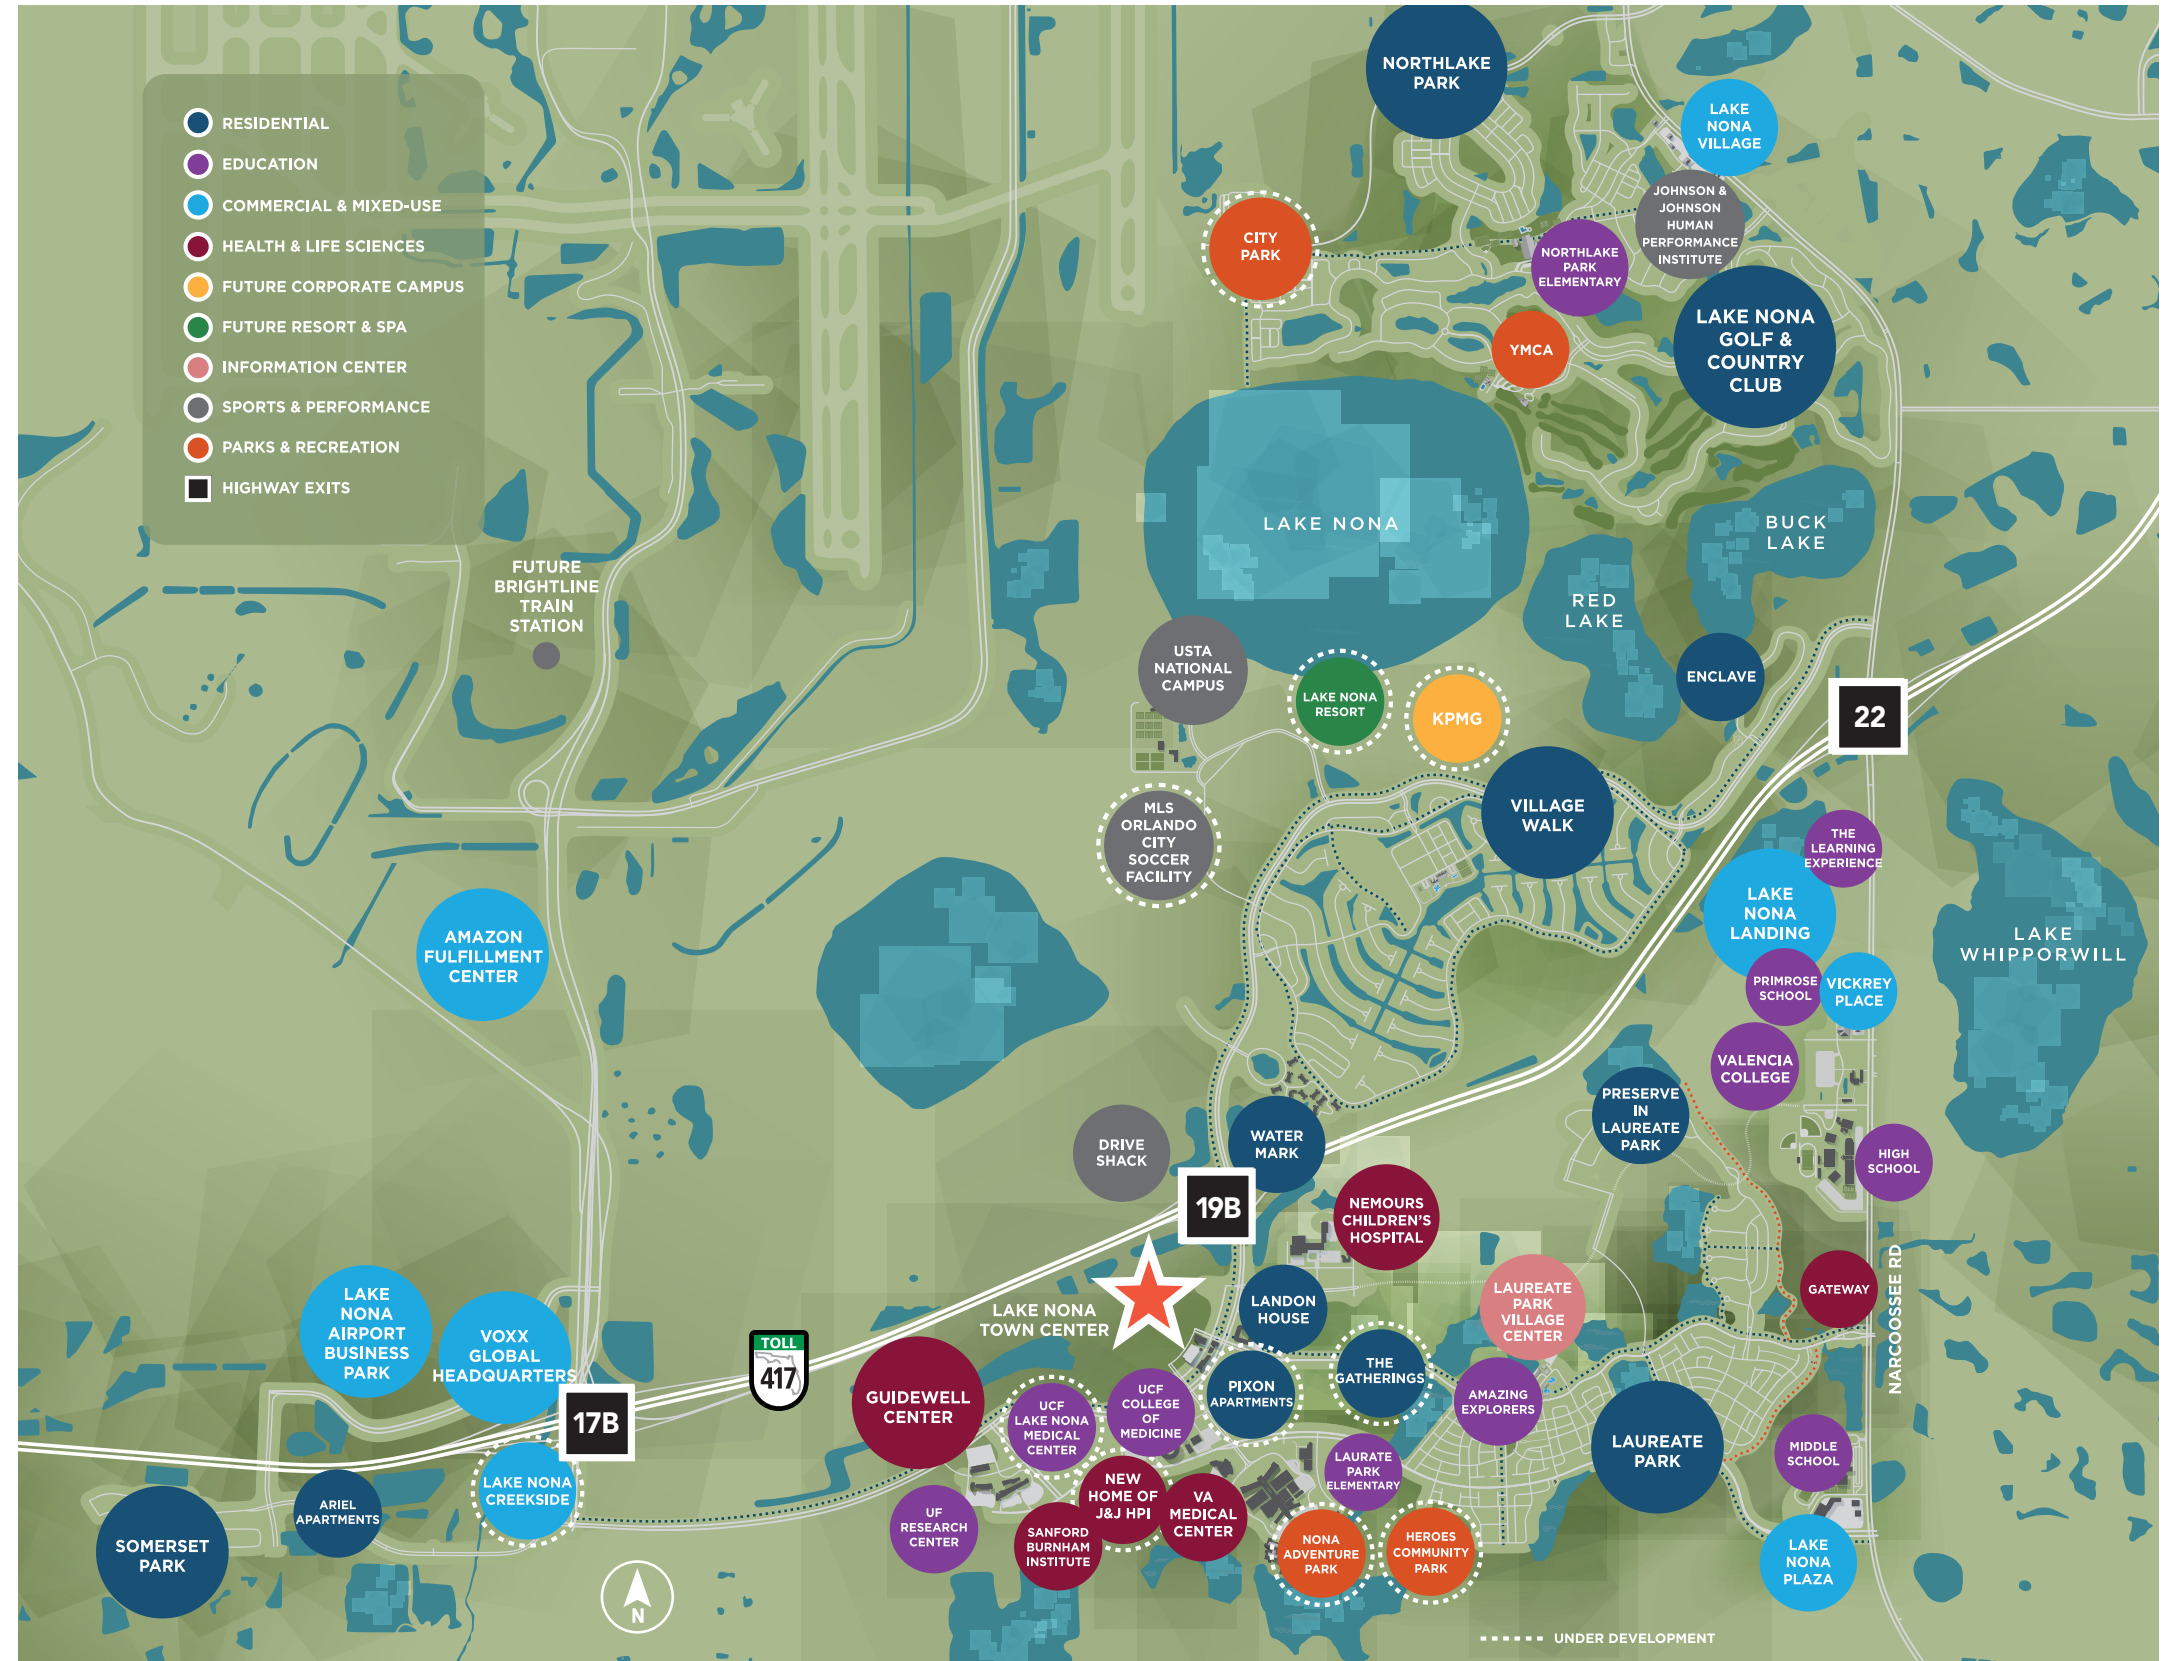 RESIDENTIAL
EDUCATION
COMMERCIAL & MIXED-USE
HEALTH & LIFE SCIENCES
FUTURE CORPORATE CAMPUS
FUTURE RESORT & SPA
INFORMATION CENTER
SPORTS & PERFORMANCE
PARKS & RECREATION
HIGHWAY EXITS
NORTHLAKE
PARK
LAKE
NONA
VILLAGE
JOHNSON &
JOHNSON
HUMAN
PERFORMANCE
INSTITUTE
CITY
PARK
NORTHLAKE
PARK
ELEMENTARY
LAKE NONA
GOLF &
COUNTRY
CLUB
YMCA
LAKE NONA
BUCK
LAKE
RED
LAKE
FUTURE
BRIGHTLINE
TRAIN
STATION
USTA
NATIONAL
CAMPUS
LAKE NONA
RESORT
KPMG
ENCLAVE
22
MLS
ORLANDO
CITY
SOCCER
FACILITY
VILLAGE
WALK
THE
LEARNING
EXPERIENCE
LAKE
NONA
LANDING
LAKE
WHIPPORWILL
AMAZON
FULFILLMENT
CENTER
PRIMROSE
SCHOOL
VICKREY
PLACE
VALENCIA
COLLEGE
PRESERVE
IN
LAUREATE
PARK
HIGH
SCHOOL
DRIVE
SHACK
WATER
MARK
19B
NEMOURS
CHILDREN'S
HOSPITAL
LAKE NONA
TOWN CENTER
LANDON
HOUSE
LAUREATE
PARK
VILLAGE
CENTER
GATEWAY
NARCOOSSEE RD
LAKE
NONA
AIRPORT
BUSINESS
PARK
VOXX
GLOBAL
HEADQUARTERS
17B
TOLL
417
GUIDEWELL
CENTER
UCF
LAKE NONA
MEDICAL
CENTER
UCF
COLLEGE
OF
MEDICINE
PIXON
APARTMENTS
THE
GATHERINGS
AMAZING
EXPLORERS
LAUREATE
PARK
MIDDLE
SCHOOL
LAURATE
PARK
ELEMENTARY
LAKE NONA
CREEKSIDE
ARIEL
APARTMENTS
SOMERSET
PARK
UF
RESEARCH
CENTER
NEW
HOME OF
J&J HPI
VA
MEDICAL
CENTER
SANFORD
BURNHAM
INSTITUTE
NONA
ADVENTURE
PARK
HEROES
COMMUNITY
PARK
LAKE
NONA
PLAZA
N
UNDER DEVELOPMENT